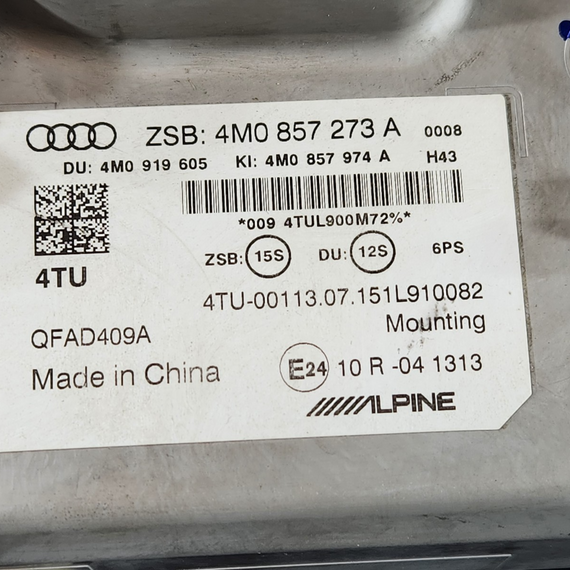 ZSB: 4M0 857 273 A 0008
DU: 4M0 919 605 KI: 4M0 857 974 A H43
*009 4TUL900M72%*
ZSB: 15S DU: 12S 6PS
4TU
4TU-00113.07.151L910082
QFAD409A Mounting
Made in China E24 10 R -04 1313
ALPINE